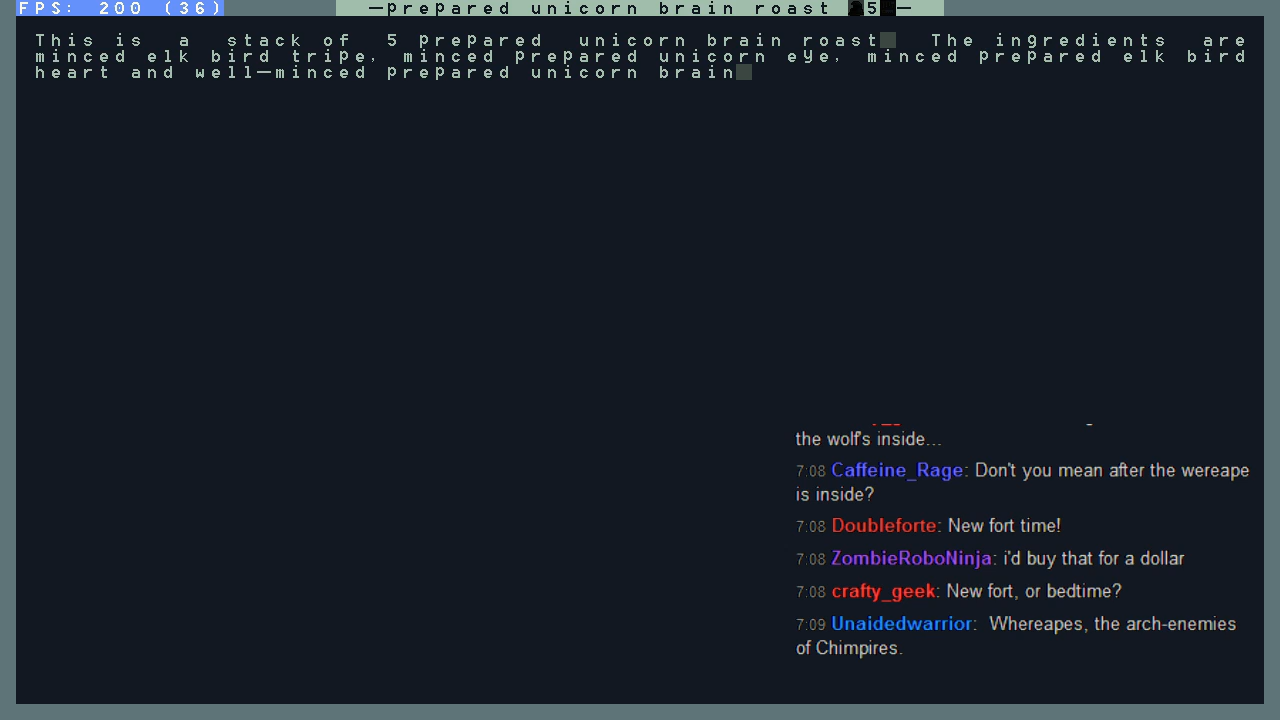 FPS: 200 (36)
—prepared unicorn brain roast 5 —
This is a stack of 5 prepared unicorn brain roast The ingredients are
minced elk bird tripe, minced prepared unicorn eye, minced prepared elk bird
heart and well—minced prepared unicorn brain
the wolf's inside...
7:08 Caffeine_Rage: Don't you mean after the wereape
is inside?
7:08 Doubleforte: New fort time!
7:08 ZombieRoboNinja: i'd buy that for a dollar
7:08 crafty_geek: New fort, or bedtime?
7:09 Unaidedwarrior: Whereapes, the arch-enemies
of Chimpires.